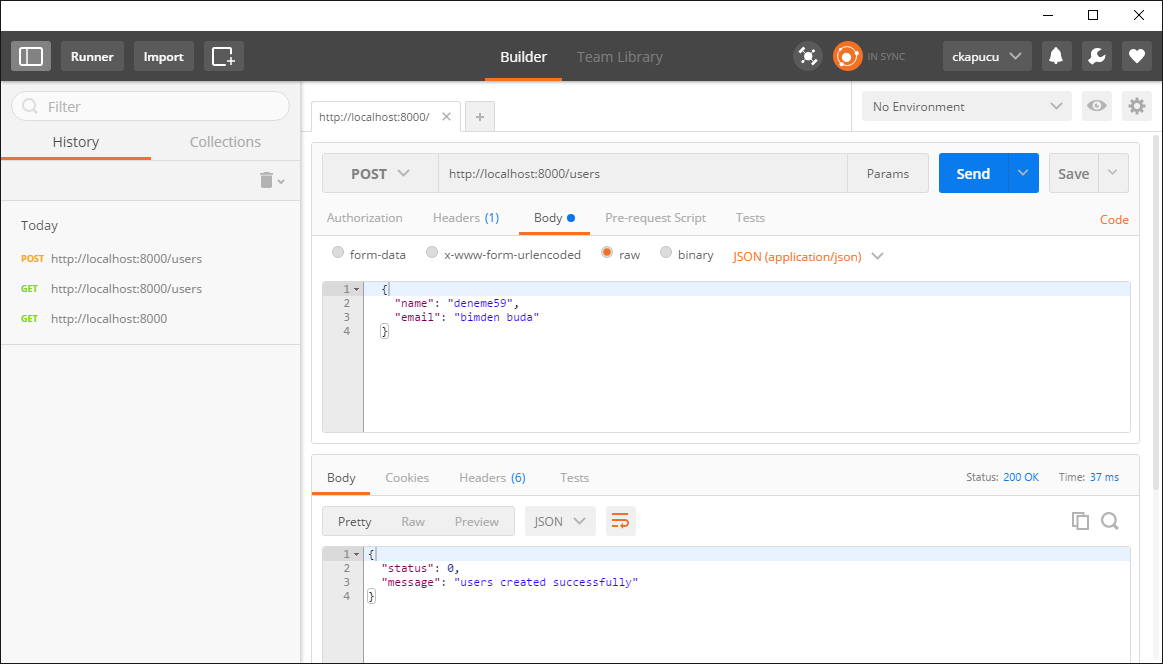 Runner Import Builder Team Library IN SYNC ckapucu
Filter
History Collections
Today
POST http://localhost:8000/users
GET http://localhost:8000/users
GET http://localhost:8000
http://localhost:8000/ No Environment
POST http://localhost:8000/users Params Send Save
Authorization Headers (1) Body Pre-request Script Tests Code
form-data x-www-form-urlencoded raw binary JSON (application/json)
1 {
2 "name": "deneme59",
3 "email": "bimden buda"
4 }
Body Cookies Headers (6) Tests Status: 200 OK Time: 37 ms
Pretty Raw Preview JSON
1 {
2 "status": 0,
3 "message": "users created successfully"
4 }